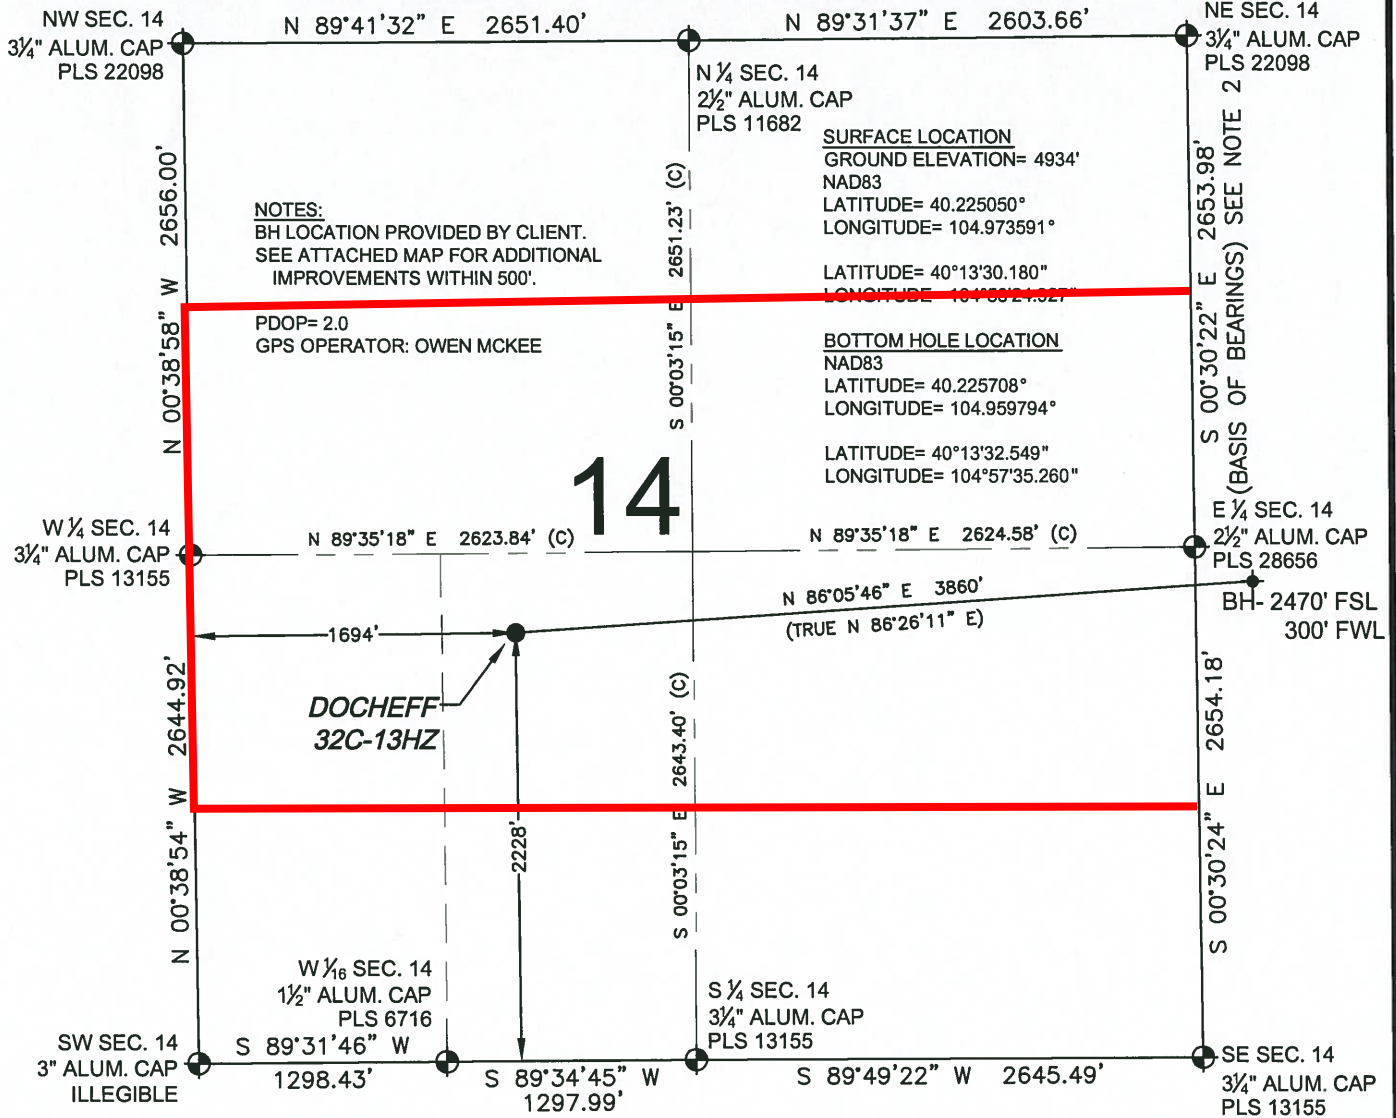 NW SEC. 14
3¼" ALUM. CAP
PLS 22098
N 89°41'32" E 2651.40'
N 89°31'37" E 2603.66'
NE SEC. 14
3¼" ALUM. CAP
PLS 22098
N ¼ SEC. 14
2½" ALUM. CAP
PLS 11682
SURFACE LOCATION
GROUND ELEVATION= 4934'
NAD83
LATITUDE= 40.225050°
LONGITUDE= 104.973591°
LATITUDE= 40°13'30.180"
LONGITUDE=
NOTES:
BH LOCATION PROVIDED BY CLIENT.
SEE ATTACHED MAP FOR ADDITIONAL
IMPROVEMENTS WITHIN 500'.
PDOP= 2.0
GPS OPERATOR: OWEN MCKEE
BOTTOM HOLE LOCATION
NAD83
LATITUDE= 40.225708°
LONGITUDE= 104.959794°
LATITUDE= 40°13'32.549"
LONGITUDE= 104°57'35.260"
N 00°38'58" W 2656.00'
S 00°03'15" E 2651.23' (C)
S 00°30'22" E 2653.98'
(BASIS OF BEARINGS) SEE NOTE 2
14
W ¼ SEC. 14
3¼" ALUM. CAP
PLS 13155
N 89°35'18" E 2623.84' (C)
N 89°35'18" E 2624.58' (C)
E ¼ SEC. 14
2½" ALUM. CAP
PLS 28656
N 86°05'46" E 3860'
(TRUE N 86°26'11" E)
BH- 2470' FSL
300' FWL
1694'
DOCHEFF
32C-13HZ
2228'
N 00°38'54" W 2644.92'
S 00°03'15" E 2643.40' (C)
S 00°30'24" E 2654.18'
W 1⁄16 SEC. 14
1½" ALUM. CAP
PLS 6716
S ¼ SEC. 14
3¼" ALUM. CAP
PLS 13155
SW SEC. 14
3" ALUM. CAP
ILLEGIBLE
S 89°31'46" W
1298.43'
S 89°34'45" W
1297.99'
S 89°49'22" W 2645.49'
SE SEC. 14
3¼" ALUM. CAP
PLS 13155